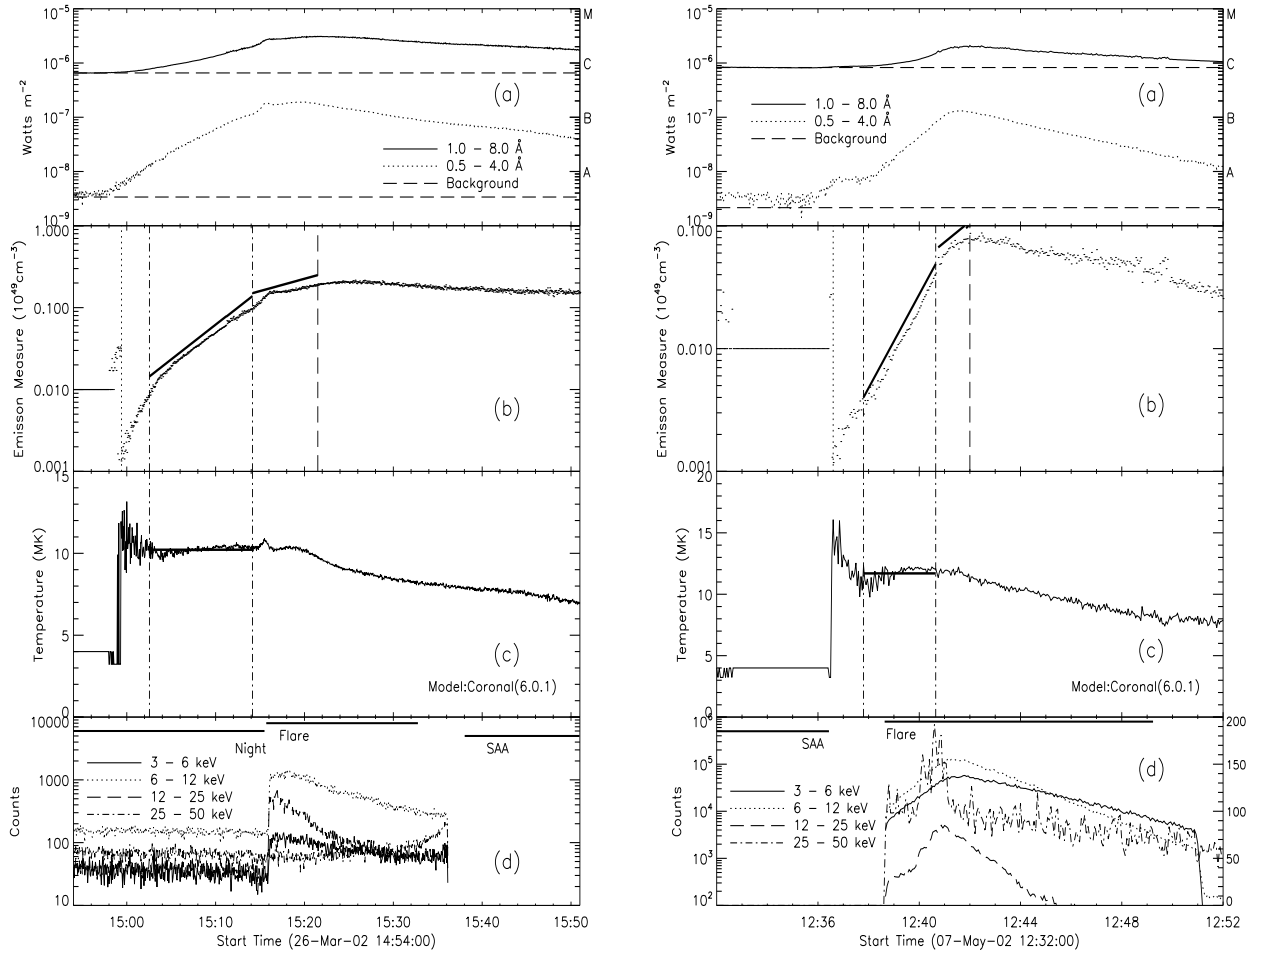 10⁻⁵
10⁻⁶
10⁻⁷
10⁻⁸
10⁻⁹
Watts m⁻²
M
C
B
A
(a)
1.0 – 8.0 Å
0.5 – 4.0 Å
Background
1.000
0.100
0.010
0.001
Emisson Measure (10⁴⁹cm⁻³)
(b)
15
10
5
0
Temperature (MK)
(c)
Model:Coronal(6.0.1)
10000
1000
100
10
Counts
Night
Flare
SAA
3 – 6 keV
6 – 12 keV
12 – 25 keV
25 – 50 keV
(d)
15:00
15:10
15:20
15:30
15:40
15:50
Start Time (26–Mar–02 14:54:00)
10⁻⁵
10⁻⁶
10⁻⁷
10⁻⁸
10⁻⁹
Watts m⁻²
M
C
B
A
(a)
1.0 – 8.0 Å
0.5 – 4.0 Å
Background
0.100
0.010
0.001
Emisson Measure (10⁴⁹cm⁻³)
(b)
20
15
10
5
0
Temperature (MK)
(c)
Model:Coronal(6.0.1)
10⁶
10⁵
10⁴
10³
10²
Counts
200
150
100
50
0
SAA
Flare
3 – 6 keV
6 – 12 keV
12 – 25 keV
25 – 50 keV
(d)
12:36
12:40
12:44
12:48
12:52
Start Time (07–May–02 12:32:00)